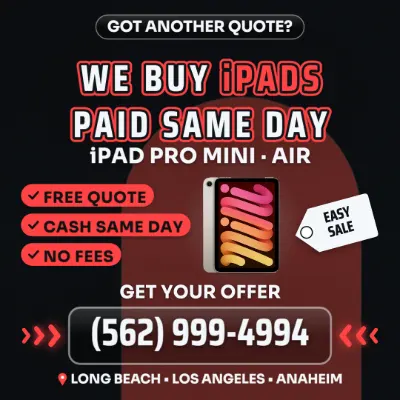 GOT ANOTHER QUOTE?
WE BUY iPADS
PAID SAME DAY
iPAD PRO MINI · AIR
✓ FREE QUOTE
✓ CASH SAME DAY
✓ NO FEES
EASY
SALE
GET YOUR OFFER
(562) 999-4994
LONG BEACH • LOS ANGELES • ANAHEIM